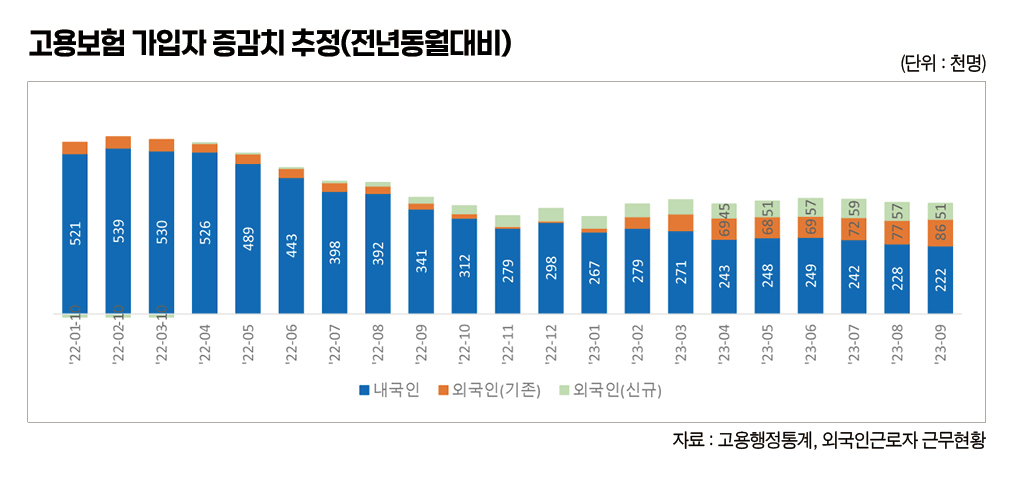 고용보험 가입자 증감치 추정(전년동월대비)
(단위 : 천명)
521 539 530 526 489 443 398 392 341 312 279 298 267 279 271 243 248 249 242 228 222
69 68 69 72 77 86
45 51 57 59 57 51
'22-01 '22-02 '22-03 '22-04 '22-05 '22-06 '22-07 '22-08 '22-09 '22-10 '22-11 '22-12 '23-01 '23-02 '23-03 '23-04 '23-05 '23-06 '23-07 '23-08 '23-09
내국인 외국인(기존) 외국인(신규)
자료 : 고용행정통계, 외국인근로자 근무현황